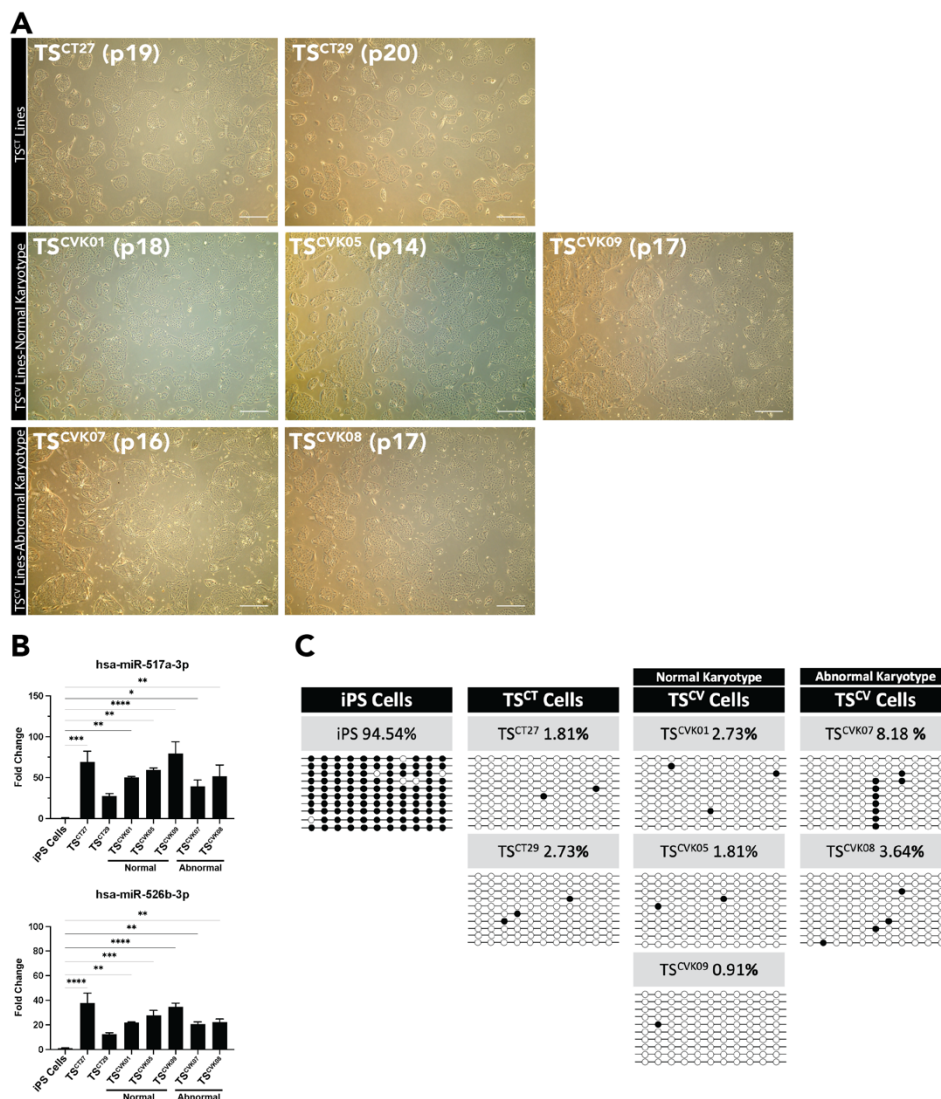 A
TS^CT Lines
TS^CT27 (p19)
TS^CT29 (p20)
TS^CV Lines-Normal Karyotype
TS^CVK01 (p18)
TS^CVK05 (p14)
TS^CVK09 (p17)
TS^CV Lines-Abnormal Karyotype
TS^CVK07 (p16)
TS^CVK08 (p17)
B
hsa-miR-517a-3p
Fold Change
150
100
50
0
**
*
****
**
**
***
iPS Cells
TS^CT27
TS^CT29
TS^CVK01
TS^CVK05
TS^CVK09
TS^CVK07
TS^CVK08
Normal
Abnormal
hsa-miR-526b-3p
Fold Change
100
80
60
40
20
0
**
**
****
***
**
****
iPS Cells
TS^CT27
TS^CT29
TS^CVK01
TS^CVK05
TS^CVK09
TS^CVK07
TS^CVK08
Normal
Abnormal
C
iPS Cells
iPS 94.54%
TS^CT Cells
TS^CT27 1.81%
TS^CT29 2.73%
Normal Karyotype
TS^CV Cells
TS^CVK01 2.73%
TS^CVK05 1.81%
TS^CVK09 0.91%
Abnormal Karyotype
TS^CV Cells
TS^CVK07 8.18 %
TS^CVK08 3.64%